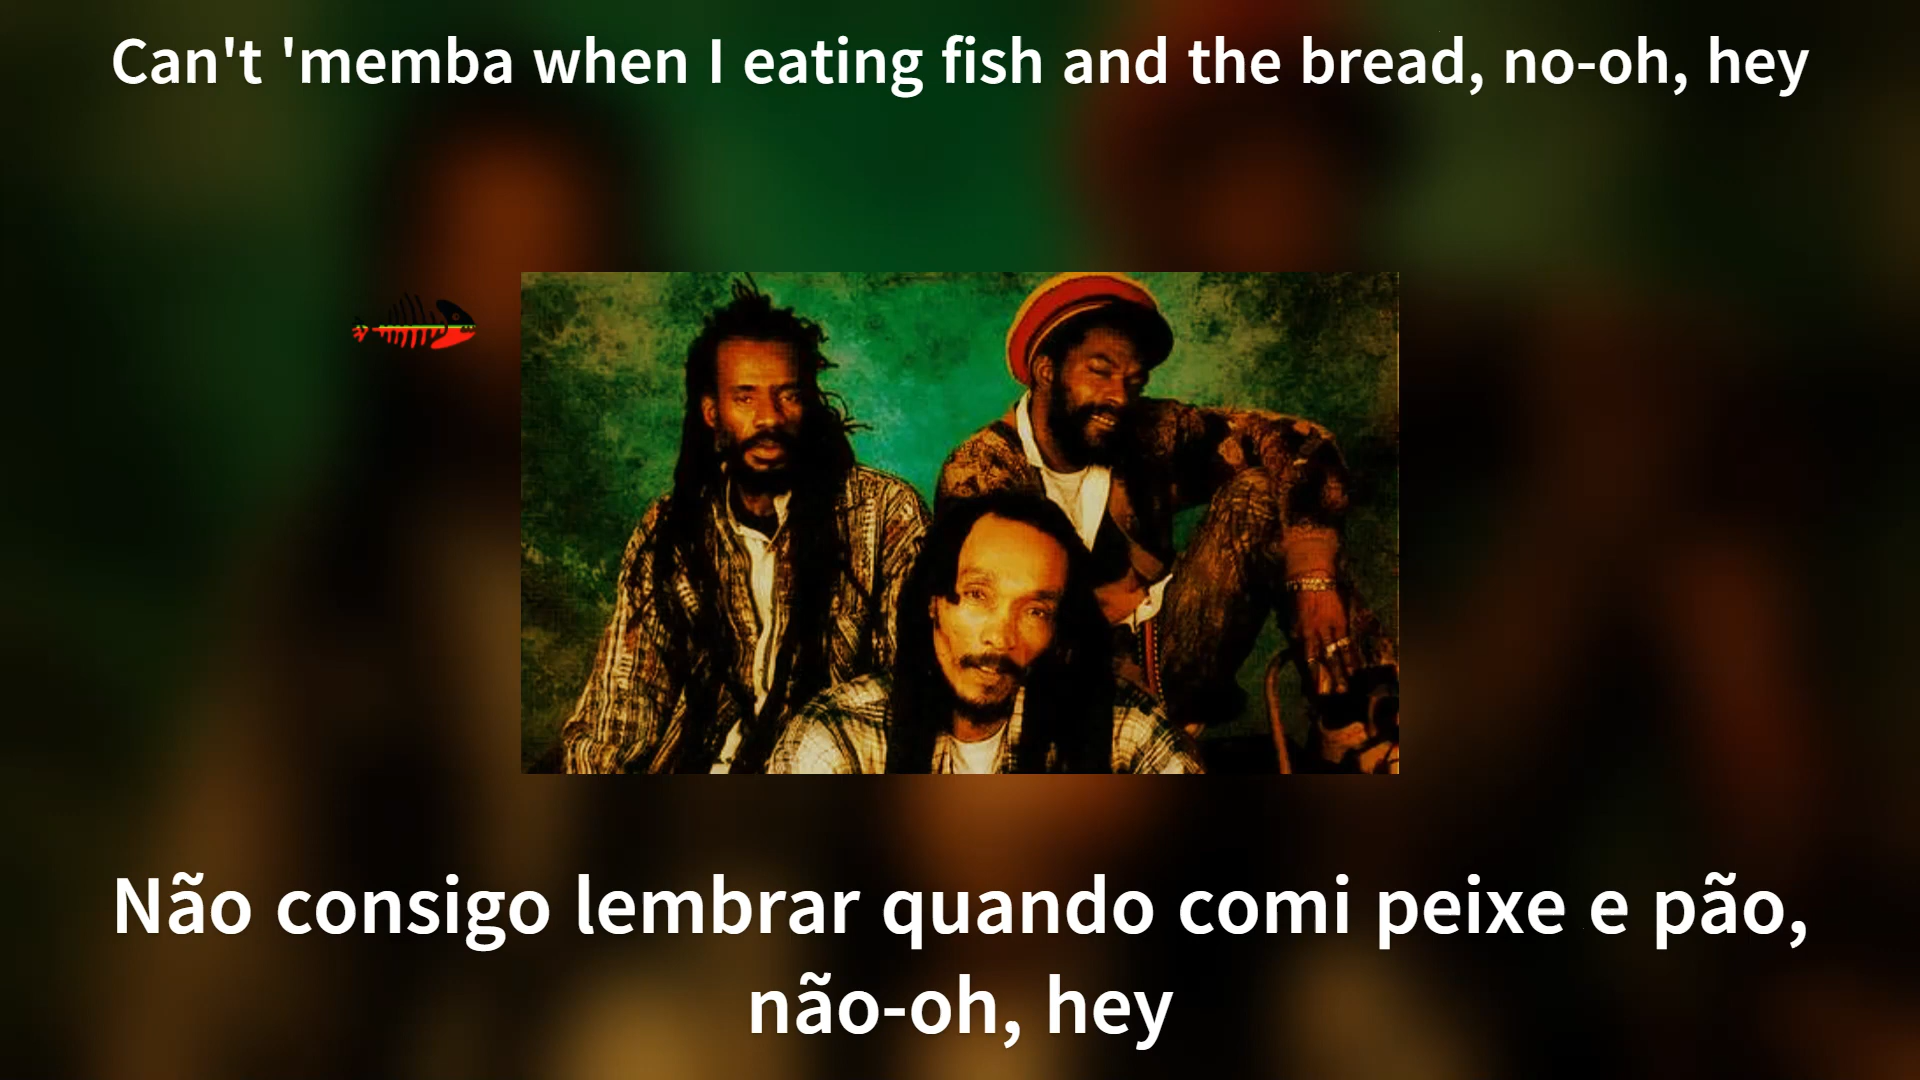 Can't 'memba when I eating fish and the bread, no-oh, hey
Não consigo lembrar quando comi peixe e pão,
não-oh, hey